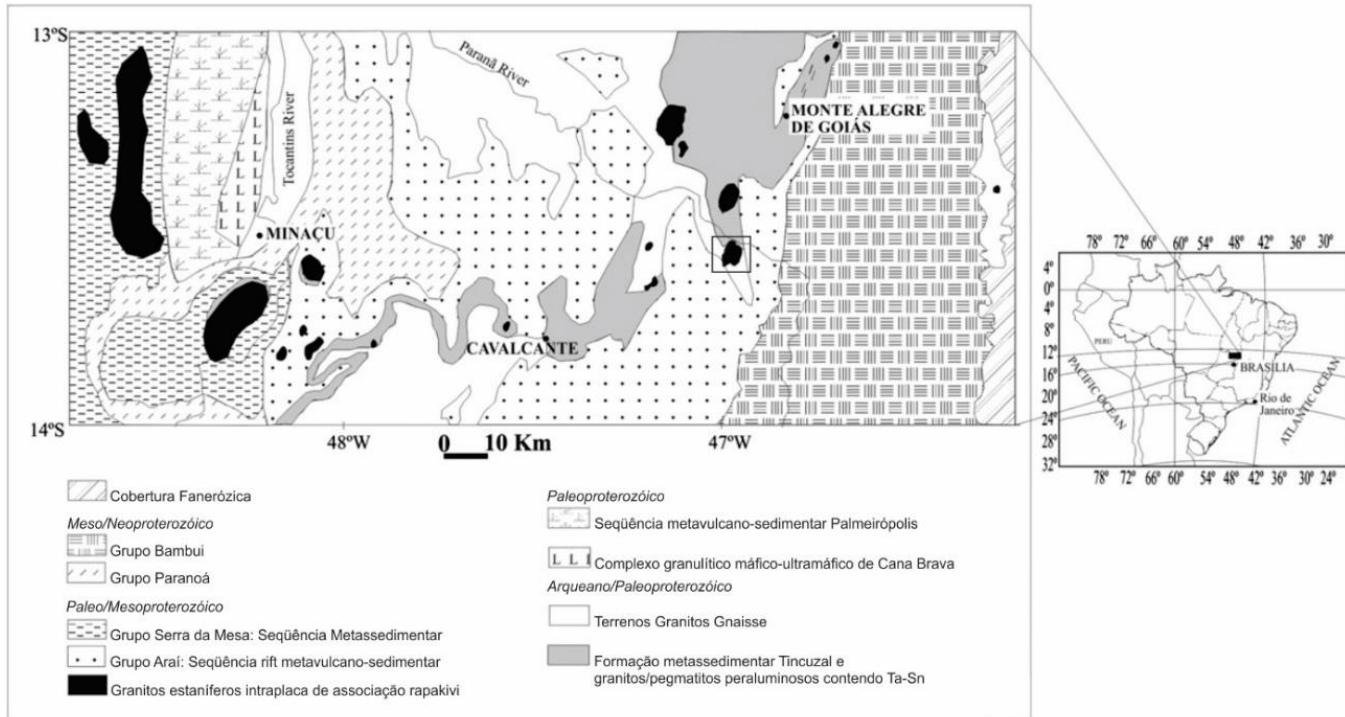 13ºS
Paranã River
Tocantins River
MONTE ALEGRE
DE GOIÁS
MINAÇU
CAVALCANTE
14ºS
48ºW
0 10 Km
47ºW
78º 72º 66º 60º 54º 48º 42º 36º 30º
4º
0º
4º
8º
12º
16º
20º
24º
28º
32º
PERU
BRASÍLIA
Rio de
Janeiro
PACIFIC OCEAN
ATLANTIC OCEAN
78º 72º 66º 60º 54º 48º 42º 36º 30º 24º
Cobertura Fanerózica
Meso/Neoproterozóico
Grupo Bambui
Grupo Paranoá
Paleo/Mesoproterozóico
Grupo Serra da Mesa: Seqüência Metassedimentar
Grupo Araí: Seqüência rift metavulcano-sedimentar
Granitos estaníferos intraplaca de associação rapakivi
Paleoproterozóico
Seqüência metavulcano-sedimentar Palmeirópolis
Complexo granulítico máfico-ultramáfico de Cana Brava
Arqueano/Paleoproterozóico
Terrenos Granitos Gnaisse
Formação metassedimentar Tincuzal e
granitos/pegmatitos peraluminosos contendo Ta-Sn